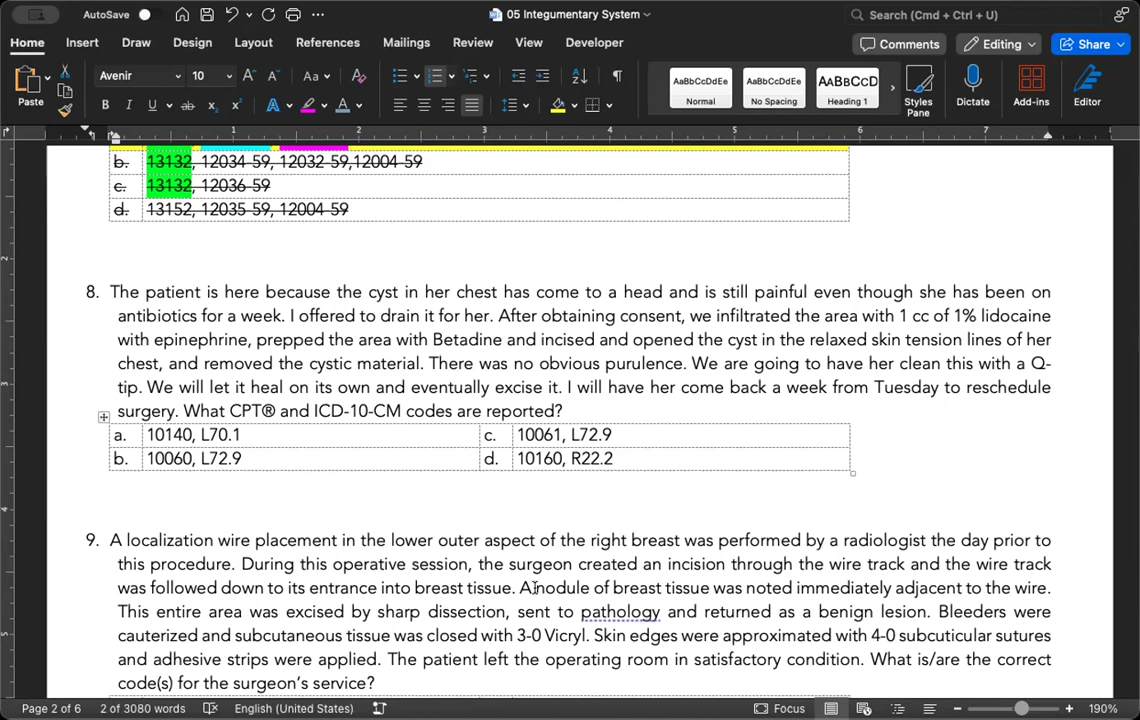 AutoSave
05 Integumentary System
Search (Cmd + Ctrl + U)
Home Insert Draw Design Layout References Mailings Review View Developer
Comments Editing Share
Paste
Avenir 10
AaBbCcDdEe AaBbCcDdEe AaBbCcD
Normal No Spacing Heading 1
Styles Pane
Dictate Add-ins Editor
1 2 3 4 5 6 7
b. 13132, 12034-59, 12032-59,12004-59
c. 13132, 12036-59
d. 13152, 12035-59, 12004-59
8. The patient is here because the cyst in her chest has come to a head and is still painful even though she has been on
antibiotics for a week. I offered to drain it for her. After obtaining consent, we infiltrated the area with 1 cc of 1% lidocaine
with epinephrine, prepped the area with Betadine and incised and opened the cyst in the relaxed skin tension lines of her
chest, and removed the cystic material. There was no obvious purulence. We are going to have her clean this with a Q-
tip. We will let it heal on its own and eventually excise it. I will have her come back a week from Tuesday to reschedule
surgery. What CPT® and ICD-10-CM codes are reported?
a. 10140, L70.1 c. 10061, L72.9
b. 10060, L72.9 d. 10160, R22.2
9. A localization wire placement in the lower outer aspect of the right breast was performed by a radiologist the day prior to
this procedure. During this operative session, the surgeon created an incision through the wire track and the wire track
was followed down to its entrance into breast tissue. A nodule of breast tissue was noted immediately adjacent to the wire.
This entire area was excised by sharp dissection, sent to pathology and returned as a benign lesion. Bleeders were
cauterized and subcutaneous tissue was closed with 3-0 Vicryl. Skin edges were approximated with 4-0 subcuticular sutures
and adhesive strips were applied. The patient left the operating room in satisfactory condition. What is/are the correct
code(s) for the surgeon's service?
Page 2 of 6 2 of 3080 words English (United States) Focus 190%